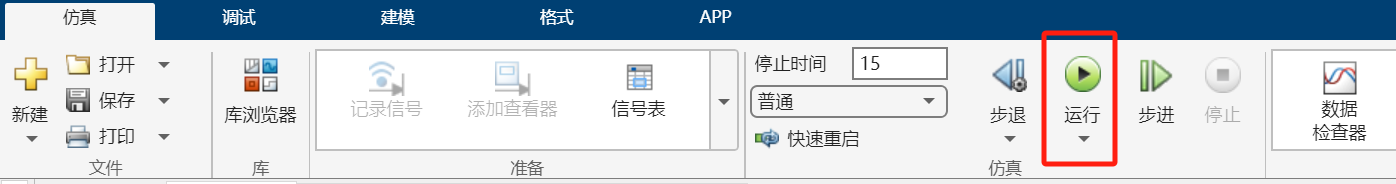 仿真 调试 建模 格式 APP
新建
打开
保存
打印
文件
库浏览器
库
记录信号
添加查看器
信号表
准备
停止时间 15
普通
快速重启
步退
运行
步进
停止
仿真
数据
检查器